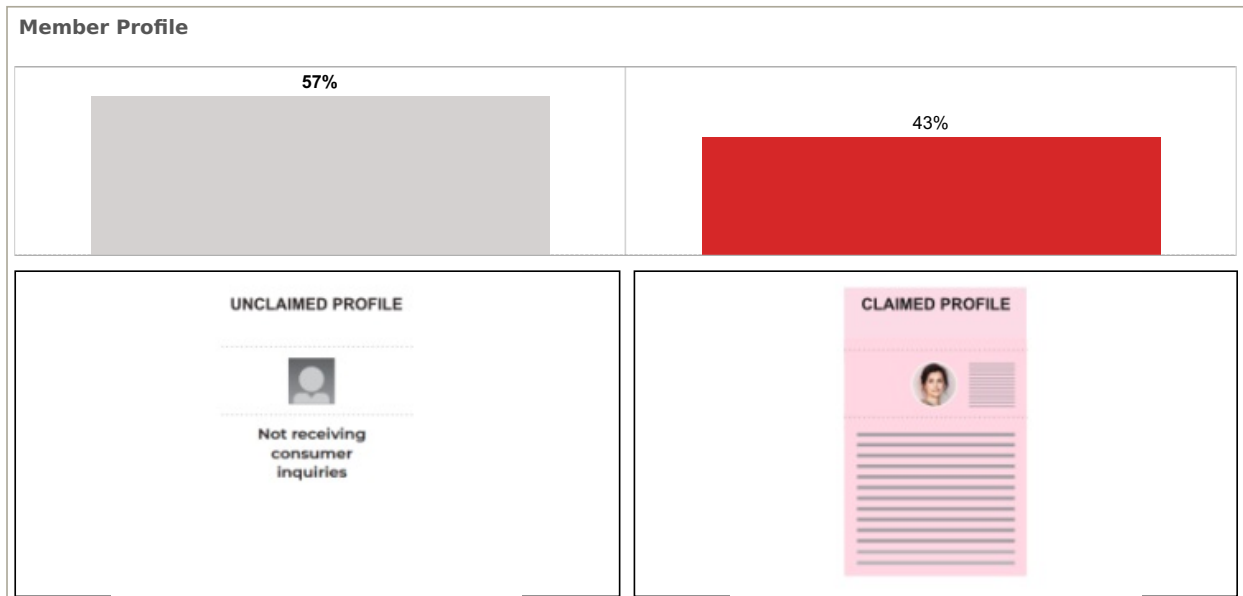 Member Profile
57%
43%
UNCLAIMED PROFILE
Not receiving
consumer
inquiries
CLAIMED PROFILE